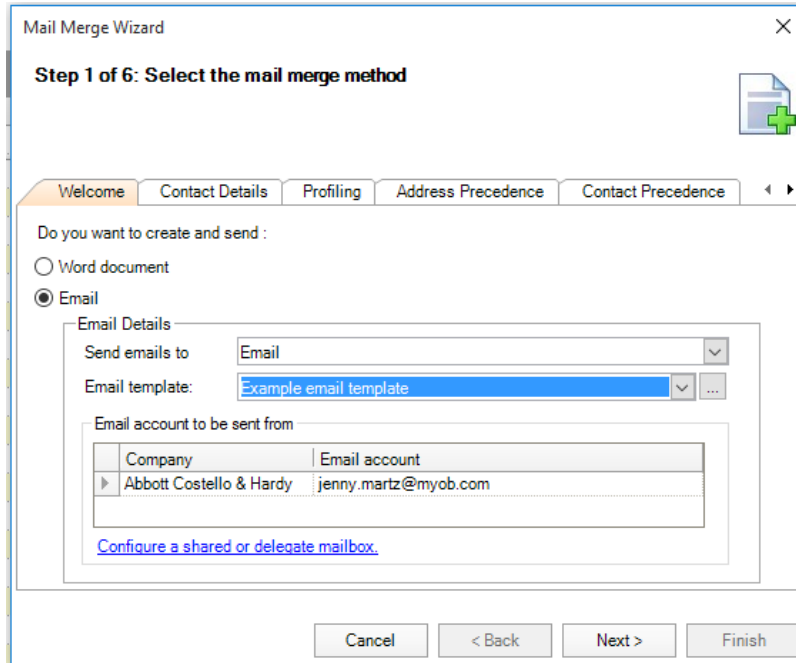 Mail Merge Wizard
Step 1 of 6: Select the mail merge method
Welcome Contact Details Profiling Address Precedence Contact Precedence
Do you want to create and send :
Word document
Email
Email Details
Send emails to Email
Email template: Example email template ...
Email account to be sent from
Company Email account
Abbott Costello & Hardy jenny.martz@myob.com
Configure a shared or delegate mailbox.
Cancel < Back Next > Finish